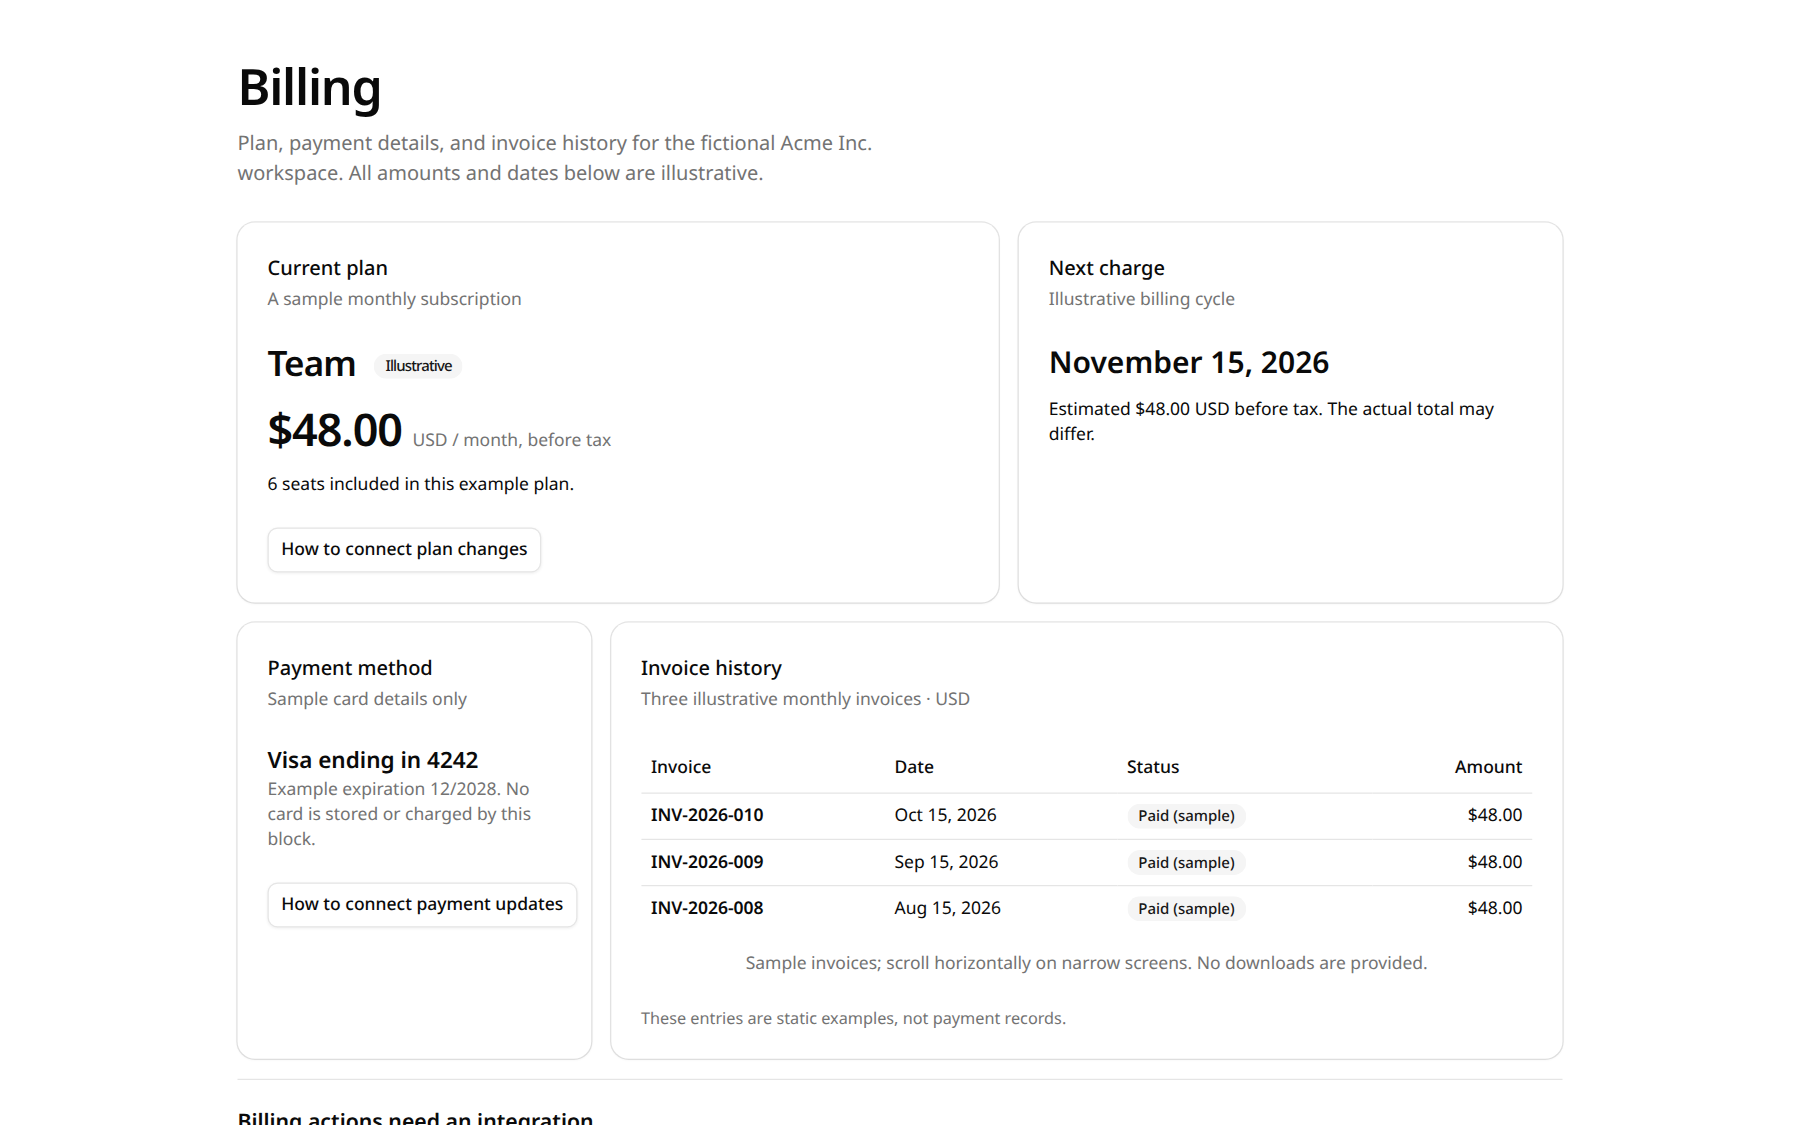 Billing
Plan, payment details, and invoice history for the fictional Acme Inc.
workspace. All amounts and dates below are illustrative.
Current plan
A sample monthly subscription
Team Illustrative
$48.00 USD / month, before tax
6 seats included in this example plan.
How to connect plan changes
Next charge
Illustrative billing cycle
November 15, 2026
Estimated $48.00 USD before tax. The actual total may
differ.
Payment method
Sample card details only
Visa ending in 4242
Example expiration 12/2028. No
card is stored or charged by this
block.
How to connect payment updates
Invoice history
Three illustrative monthly invoices · USD
Invoice Date Status Amount
INV-2026-010 Oct 15, 2026 Paid (sample) $48.00
INV-2026-009 Sep 15, 2026 Paid (sample) $48.00
INV-2026-008 Aug 15, 2026 Paid (sample) $48.00
Sample invoices; scroll horizontally on narrow screens. No downloads are provided.
These entries are static examples, not payment records.
Billing actions need an integration